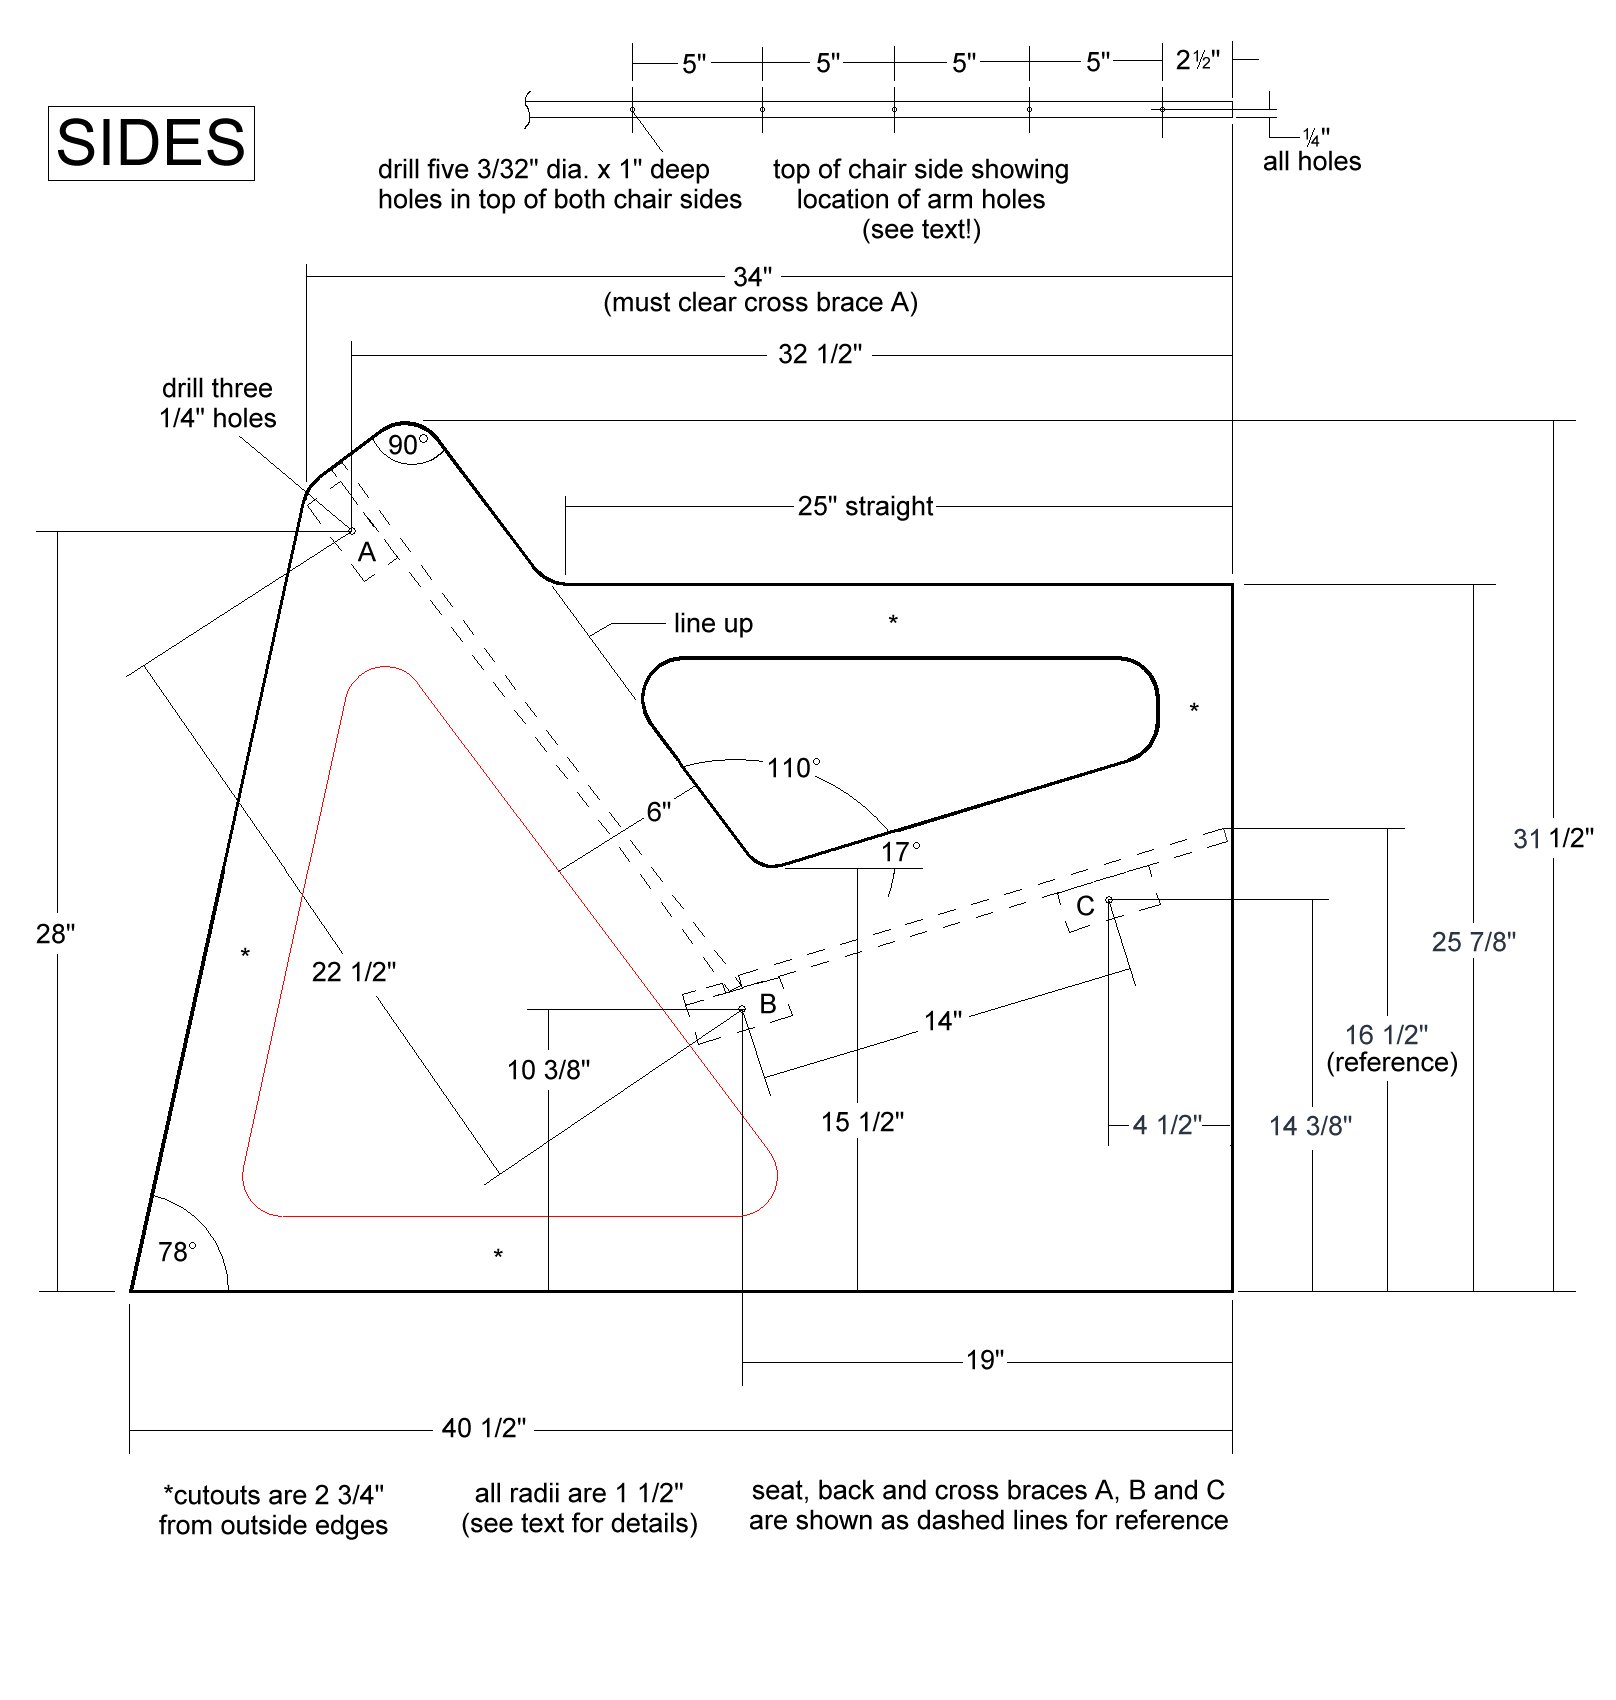 5" 5" 5" 5" 2½"
SIDES
¼"
all holes
drill five 3/32" dia. x 1" deep
holes in top of both chair sides
top of chair side showing
location of arm holes
(see text!)
34"
(must clear cross brace A)
32 1/2"
drill three
1/4" holes
90°
25" straight
A
line up
*
*
110°
6"
17°
31 1/2"
C
28"
*
25 7/8"
22 1/2"
B
14"
16 1/2"
(reference)
10 3/8"
15 1/2"
4 1/2"
14 3/8"
78°
*
19"
40 1/2"
*cutouts are 2 3/4"
from outside edges
all radii are 1 1/2"
(see text for details)
seat, back and cross braces A, B and C
are shown as dashed lines for reference